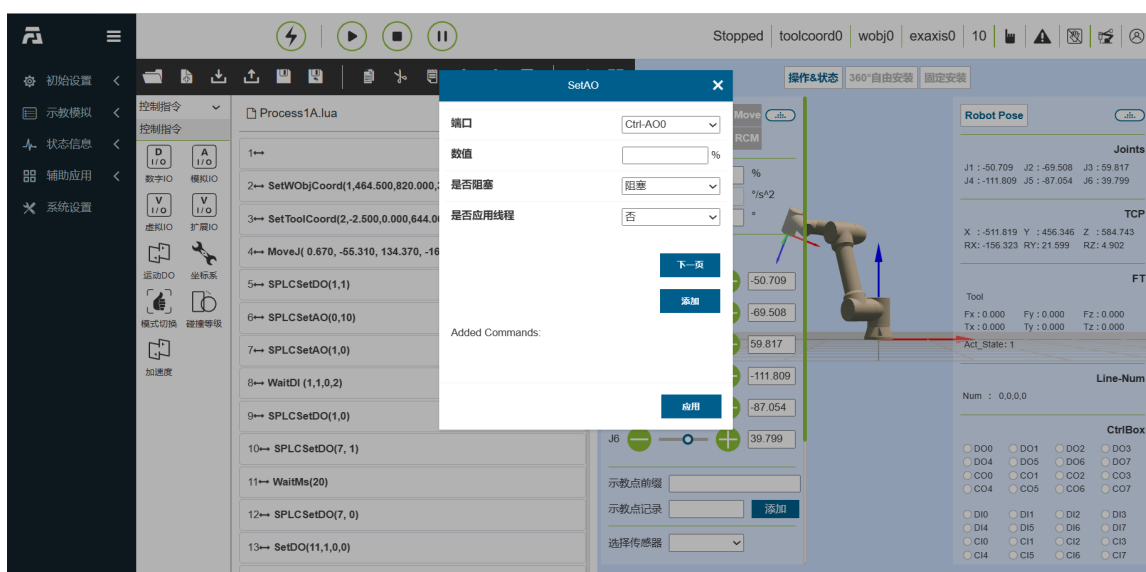 Stopped toolcoord0 wobj0 exaxis0 10
初始设置
示教模拟
状态信息
辅助应用
系统设置
控制指令
控制指令
D I/O A I/O
数字IO 模拟IO
V I/O V I/O
虚拟IO 扩展IO
运动DO 坐标系
模式切换 碰撞等级
加速度
Process1A.lua
1
2 SetWObjCoord(1,464.500,820.000,
3 SetToolCoord(2,-2.500,0.000,644.0
4 MoveJ( 0.670, -55.310, 134.370, -16
5 SPLCSetDO(1,1)
6 SPLCSetAO(0,10)
7 SPLCSetAO(1,0)
8 WaitDI (1,1,0,2)
9 SPLCSetDO(1,0)
10 SPLCSetDO(7, 1)
11 WaitMs(20)
12 SPLCSetDO(7, 0)
13 SetDO(11,1,0,0)
SetAO
端口 Ctrl-AO0
数值 %
是否阻塞 阻塞
是否应用线程 否
下一页
添加
Added Commands:
应用
操作&状态 360°自由安装 固定安装
Move
RCM
%
°/s^2
°
-50.709
-69.508
59.817
-111.809
-87.054
J6 39.799
示教点前缀
示教点记录 添加
选择传感器
Robot Pose
Joints
J1 : -50.709 J2 : -69.508 J3 : 59.817
J4 : -111.809 J5 : -87.054 J6 : 39.799
TCP
X : -511.819 Y : 456.346 Z : 584.743
RX: -156.323 RY: 21.599 RZ: 4.902
FT
Tool
Fx : 0.000 Fy : 0.000 Fz : 0.000
Tx : 0.000 Ty : 0.000 Tz : 0.000
Act_State: 1
Line-Num
Num : 0,0,0,0
CtrlBox
DO0 DO1 DO2 DO3
DO4 DO5 DO6 DO7
CO0 CO1 CO2 CO3
CO4 CO5 CO6 CO7
DI0 DI1 DI2 DI3
DI4 DI5 DI6 DI7
CI0 CI1 CI2 CI3
CI4 CI5 CI6 CI7